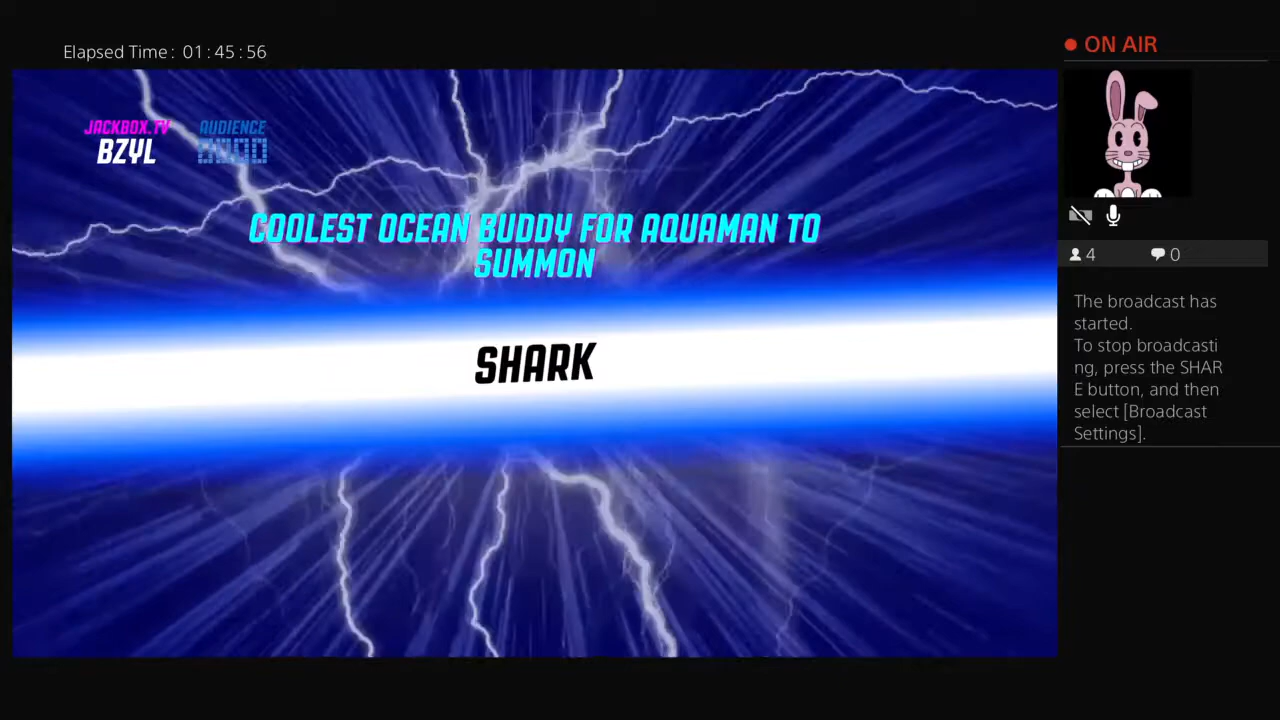 Elapsed Time: 01:45:56
ON AIR
JACKBOX.TV
BZYL
AUDIENCE
COOLEST OCEAN BUDDY FOR AQUAMAN TO
SUMMON
SHARK
4
0
The broadcast has
started.
To stop broadcasti
ng, press the SHAR
E button, and then
select [Broadcast
Settings].